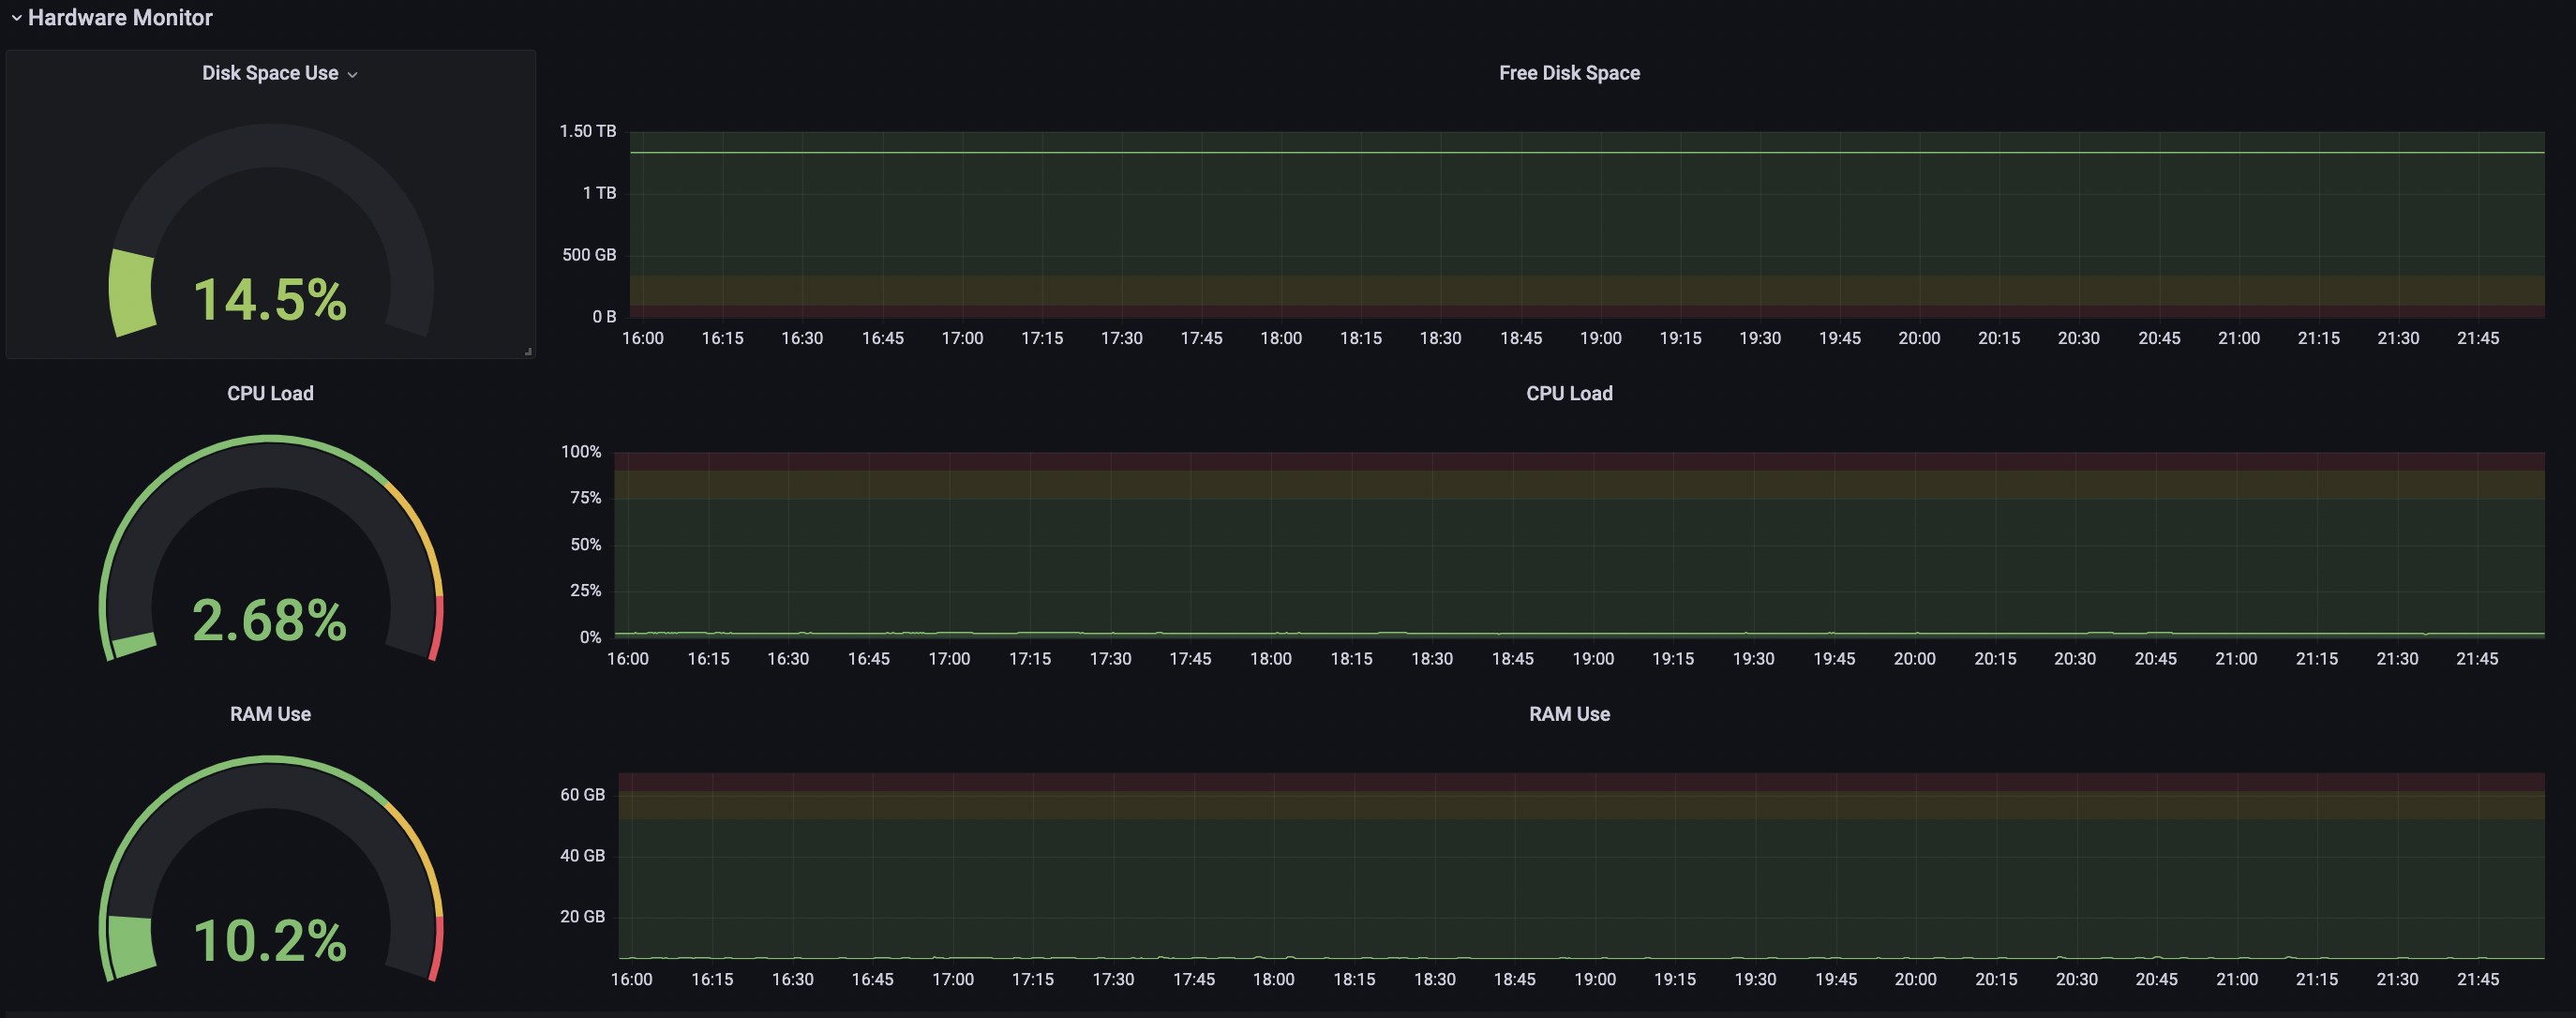 Hardware Monitor
Disk Space Use
14.5%
Free Disk Space
1.50 TB
1 TB
500 GB
0 B
16:00 16:15 16:30 16:45 17:00 17:15 17:30 17:45 18:00 18:15 18:30 18:45 19:00 19:15 19:30 19:45 20:00 20:15 20:30 20:45 21:00 21:15 21:30 21:45
CPU Load
2.68%
CPU Load
100%
75%
50%
25%
0%
16:00 16:15 16:30 16:45 17:00 17:15 17:30 17:45 18:00 18:15 18:30 18:45 19:00 19:15 19:30 19:45 20:00 20:15 20:30 20:45 21:00 21:15 21:30 21:45
RAM Use
10.2%
RAM Use
60 GB
40 GB
20 GB
16:00 16:15 16:30 16:45 17:00 17:15 17:30 17:45 18:00 18:15 18:30 18:45 19:00 19:15 19:30 19:45 20:00 20:15 20:30 20:45 21:00 21:15 21:30 21:45